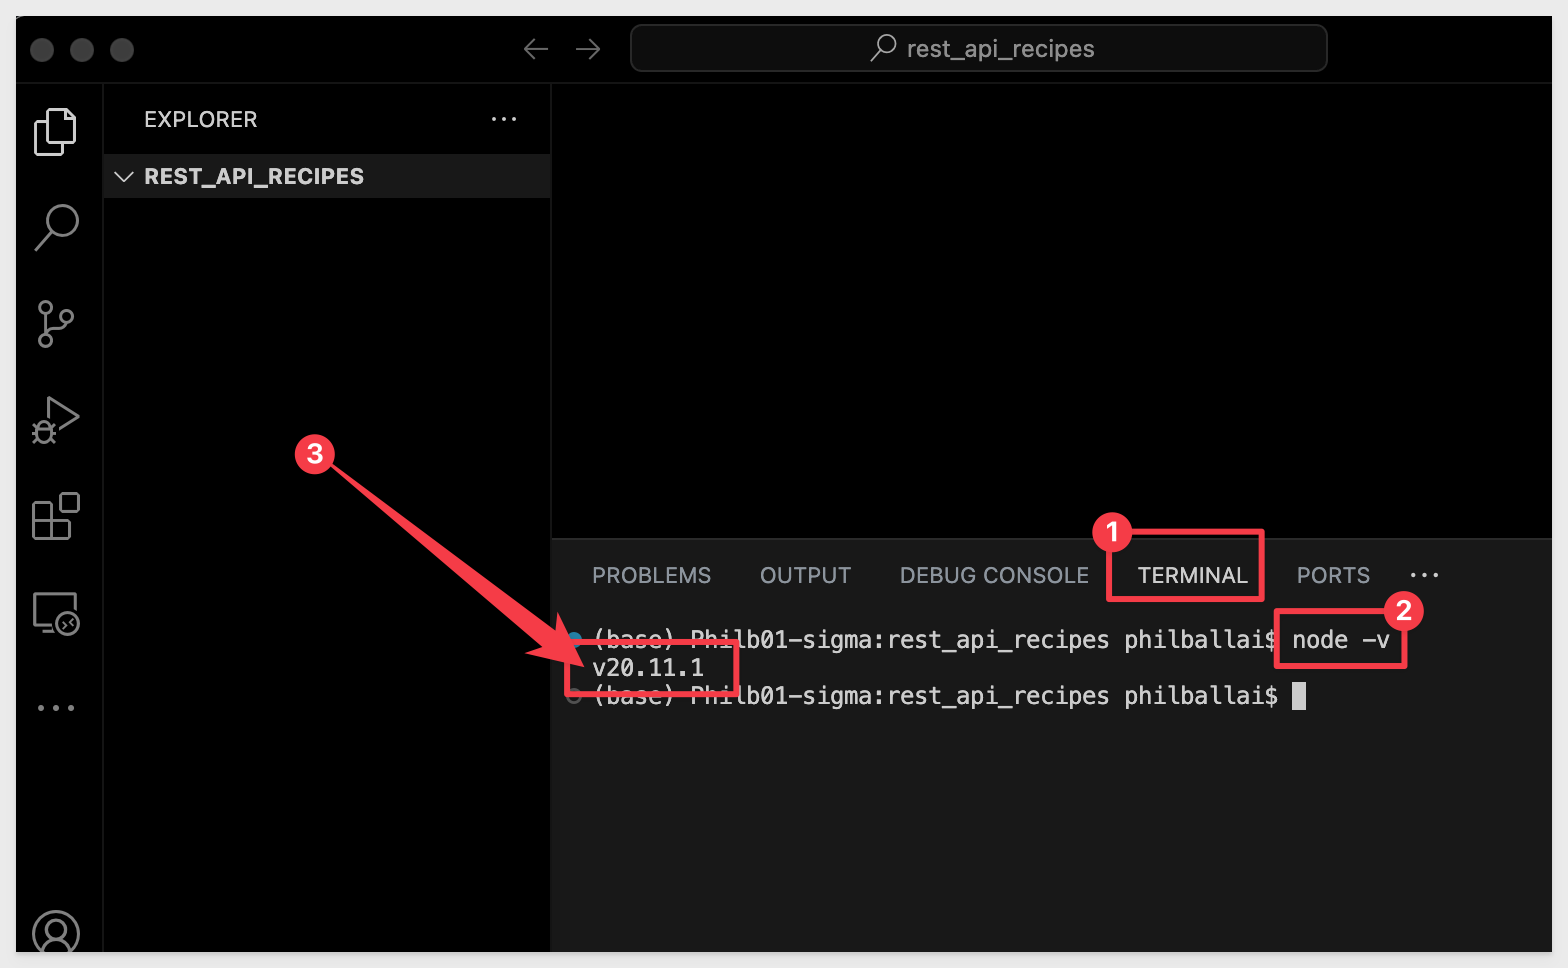 rest_api_recipes
EXPLORER
REST_API_RECIPES
3
1
PROBLEMS OUTPUT DEBUG CONSOLE TERMINAL PORTS
2
(base) Philb01-sigma:rest_api_recipes philballai$ node -v
v20.11.1
(base) Philb01-sigma:rest_api_recipes philballai$